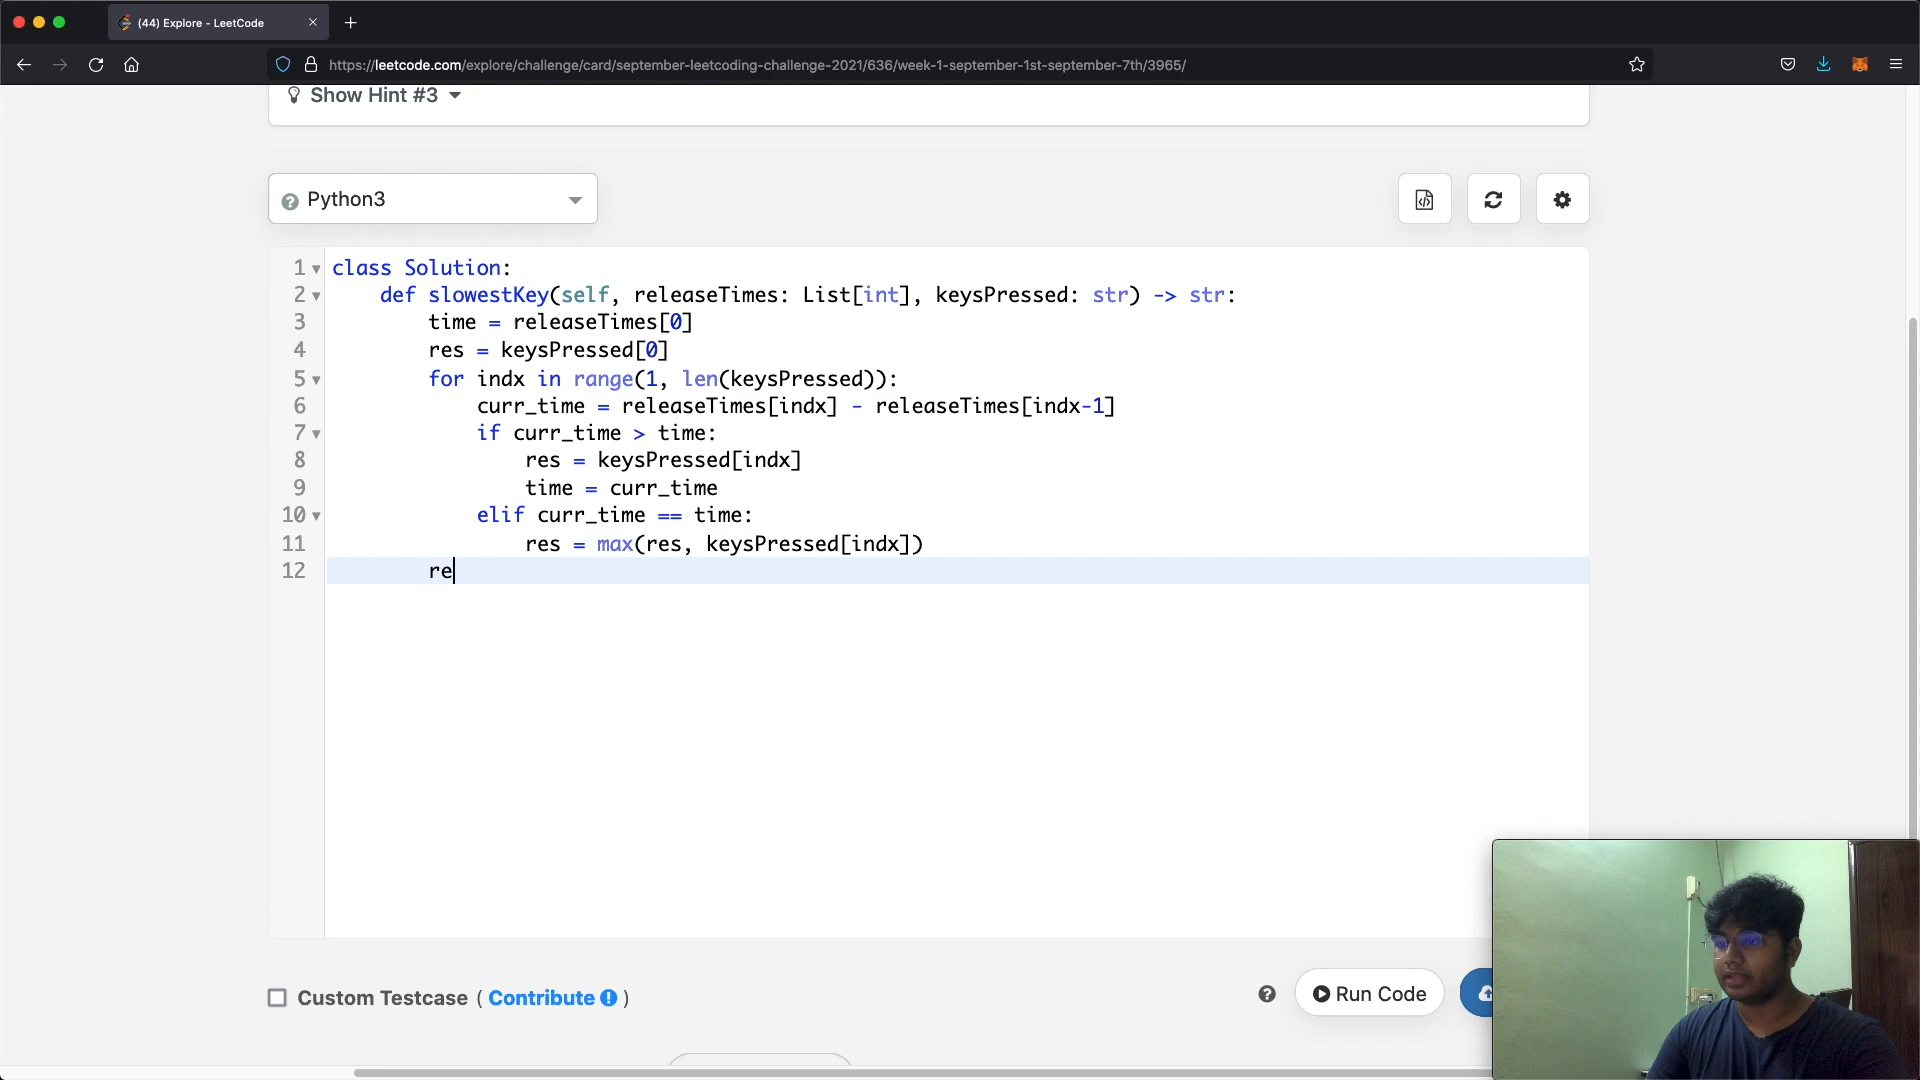 (44) Explore - LeetCode
https://leetcode.com/explore/challenge/card/september-leetcoding-challenge-2021/636/week-1-september-1st-september-7th/3965/
Show Hint #3
Python3
1 class Solution:
2 def slowestKey(self, releaseTimes: List[int], keysPressed: str) -> str:
3 time = releaseTimes[0]
4 res = keysPressed[0]
5 for indx in range(1, len(keysPressed)):
6 curr_time = releaseTimes[indx] - releaseTimes[indx-1]
7 if curr_time > time:
8 res = keysPressed[indx]
9 time = curr_time
10 elif curr_time == time:
11 res = max(res, keysPressed[indx])
12 re
Custom Testcase ( Contribute )
Run Code